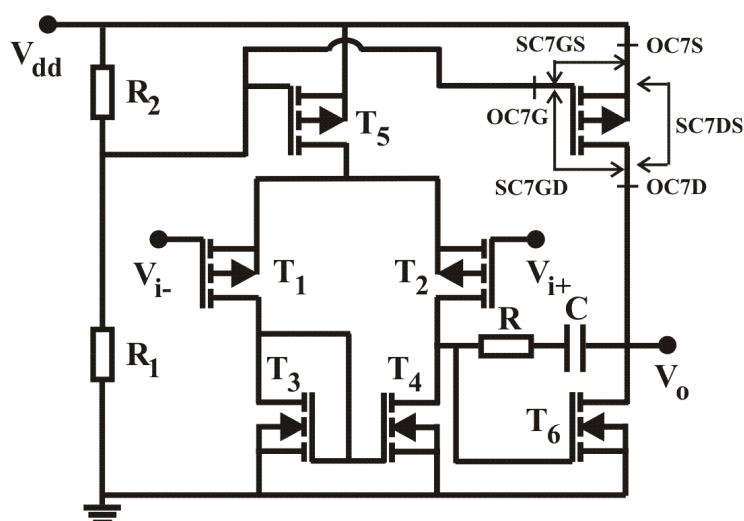 SC7GS
OC7S
Vdd
R2
T5
OC7G
SC7DS
SC7GD
OC7D
Vi-
T1
T2
Vi+
R
C
R1
T3
T4
Vo
T6